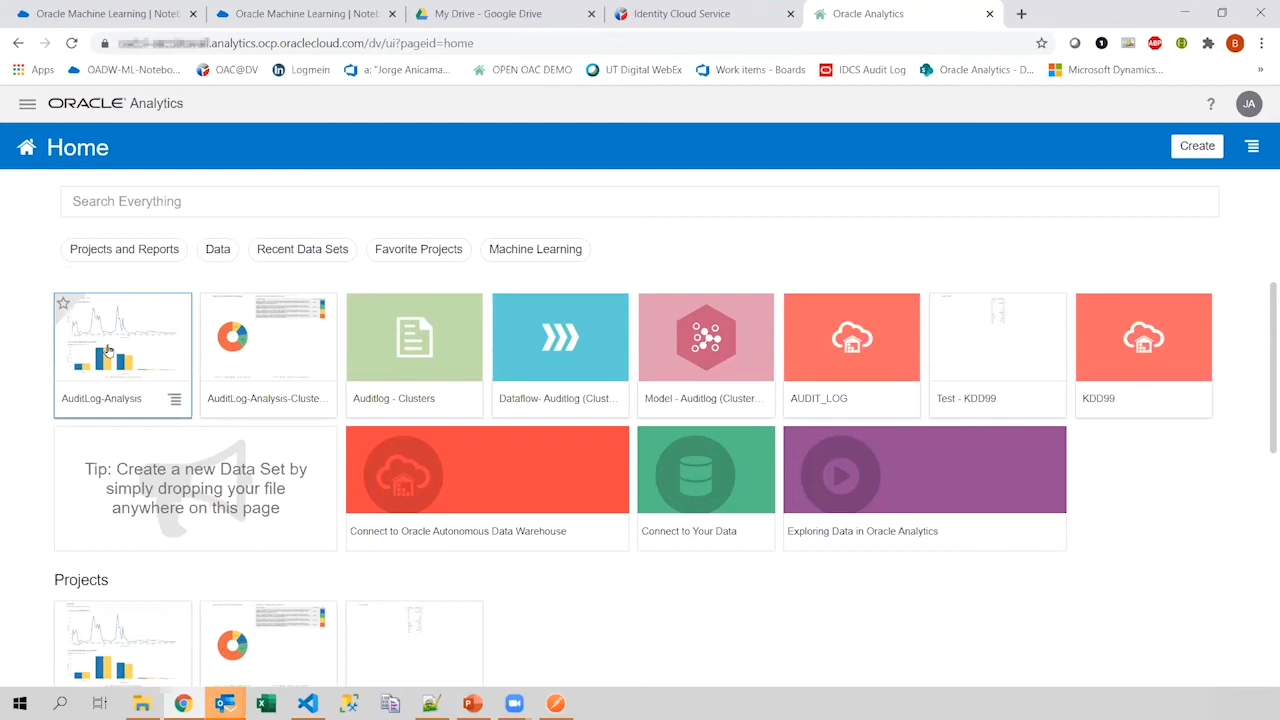 Oracle Machine Learning | Noteb
Oracle Machine Learning | Noteb
My Drive - Google Drive
Identity Cloud Service
Oracle Analytics
.analytics.ocp.oraclecloud.com/dv/ui?pageid=home
ABP
B
Apps
OADW-ML-Notebo...
OAC@DV
Logmein
a: "Jorge Anicama...
OPEN OAC DEMO
UT Digital WebEx
Work items - Boards
IDCS Audit Log
Oracle Analytics - D...
Microsoft Dynamics...
»
ORACLE Analytics
?
JA
Home
Create
Search Everything
Projects and Reports
Data
Recent Data Sets
Favorite Projects
Machine Learning
AuditLog-Analysis
AuditLog-Analysis-Cluste...
Auditlog - Clusters
Dataflow- Auditlog (Clust...
Model - Auditlog (Cluster...
AUDIT_LOG
Test - KDD99
KDD99
Tip: Create a new Data Set by
simply dropping your file
anywhere on this page
Connect to Oracle Autonomous Data Warehouse
Connect to Your Data
Exploring Data in Oracle Analytics
Projects